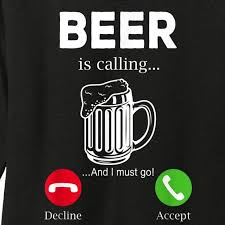 BEER
is calling...
...And I must go!
Decline
Accept